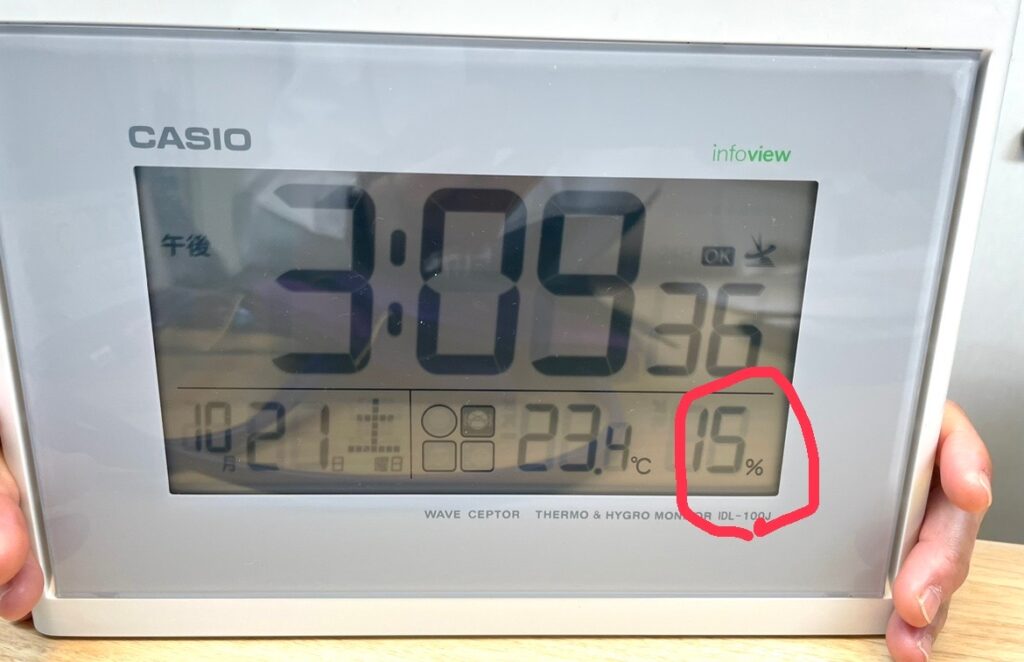 CASIO
infoview
午後 3:09 36 OK
10月 21日 土曜日 23.4℃ 15%
WAVE CEPTOR THERMO & HYGRO MONITOR IDL-100J